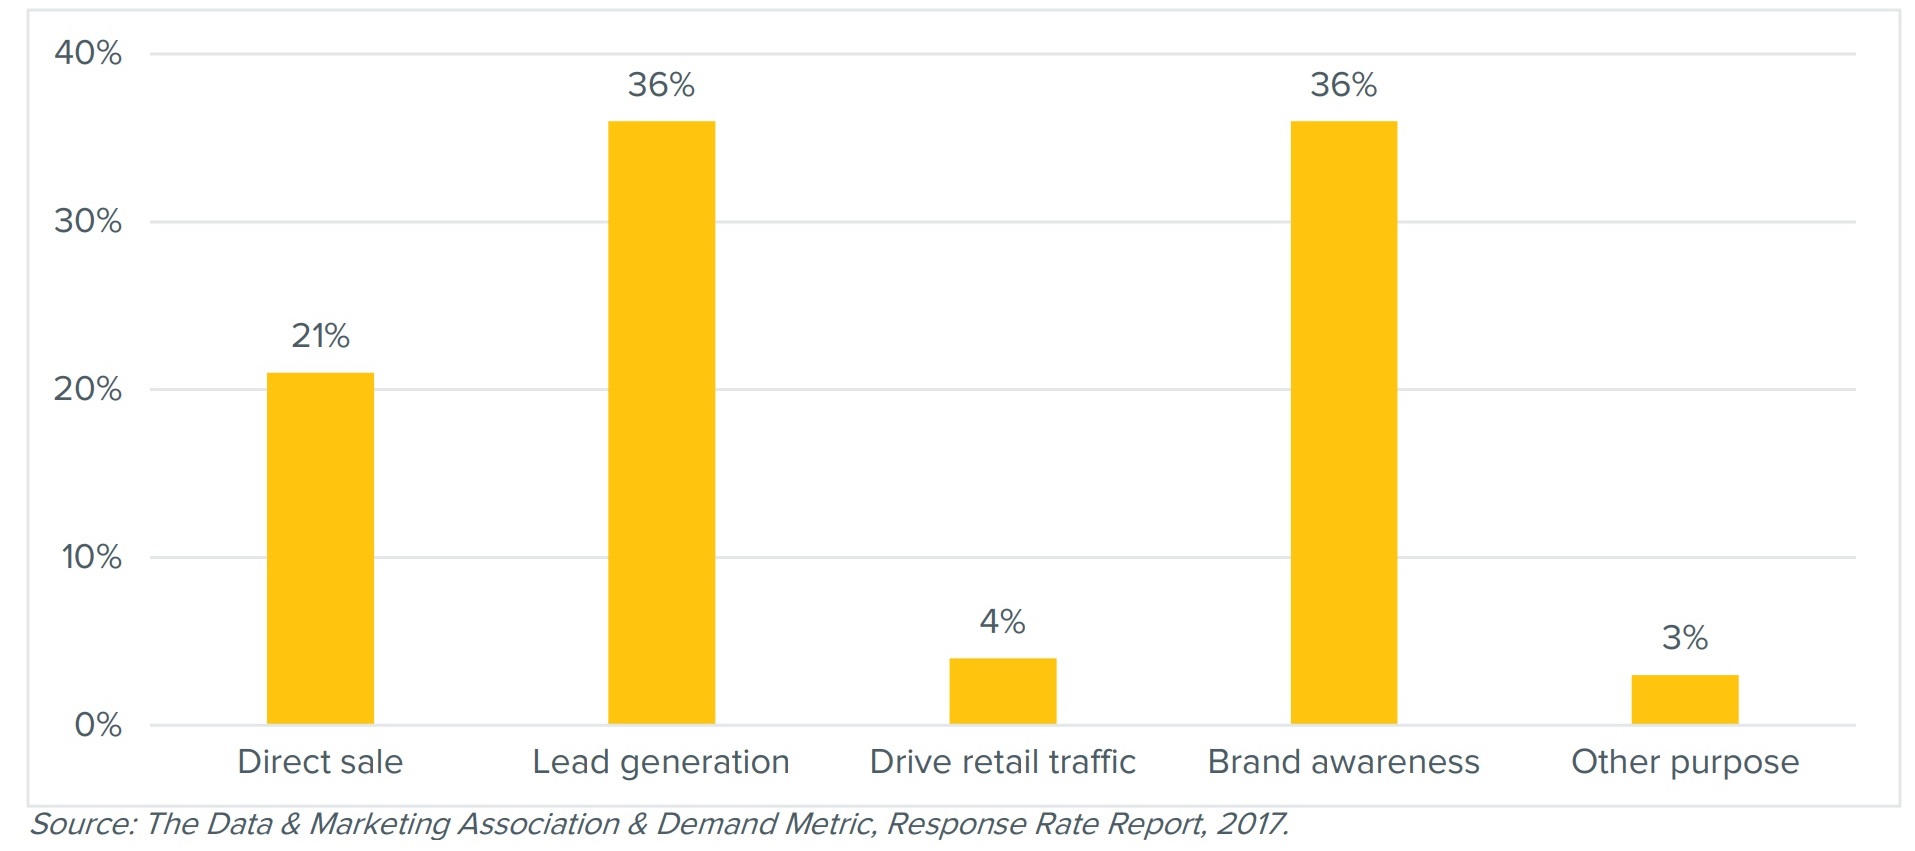 40%
36%
36%
30%
21%
20%
10%
4%
3%
0%
Direct sale
Lead generation
Drive retail traffic
Brand awareness
Other purpose
Source: The Data & Marketing Association & Demand Metric, Response Rate Report, 2017.